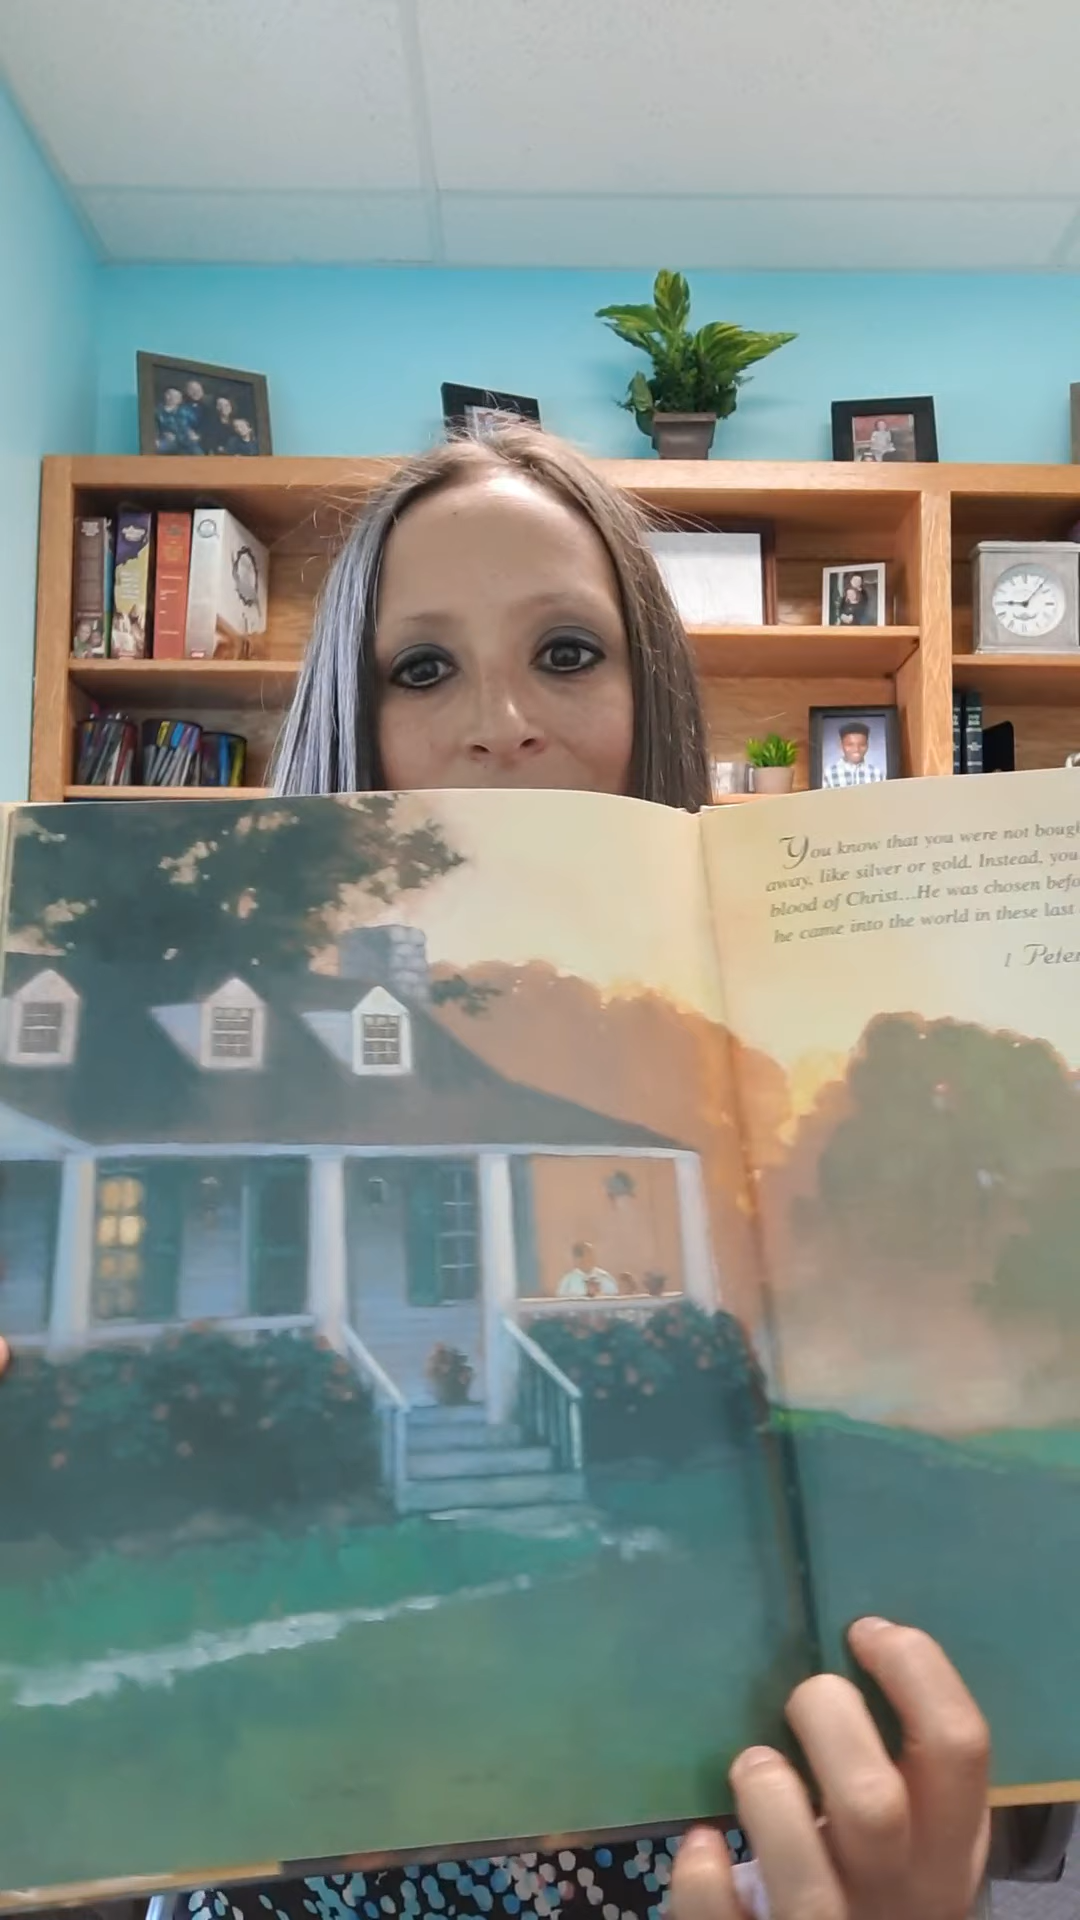 You know that you were not bough
away, like silver or gold. Instead, you
blood of Christ...He was chosen befo
he came into the world in these last
1 Peter